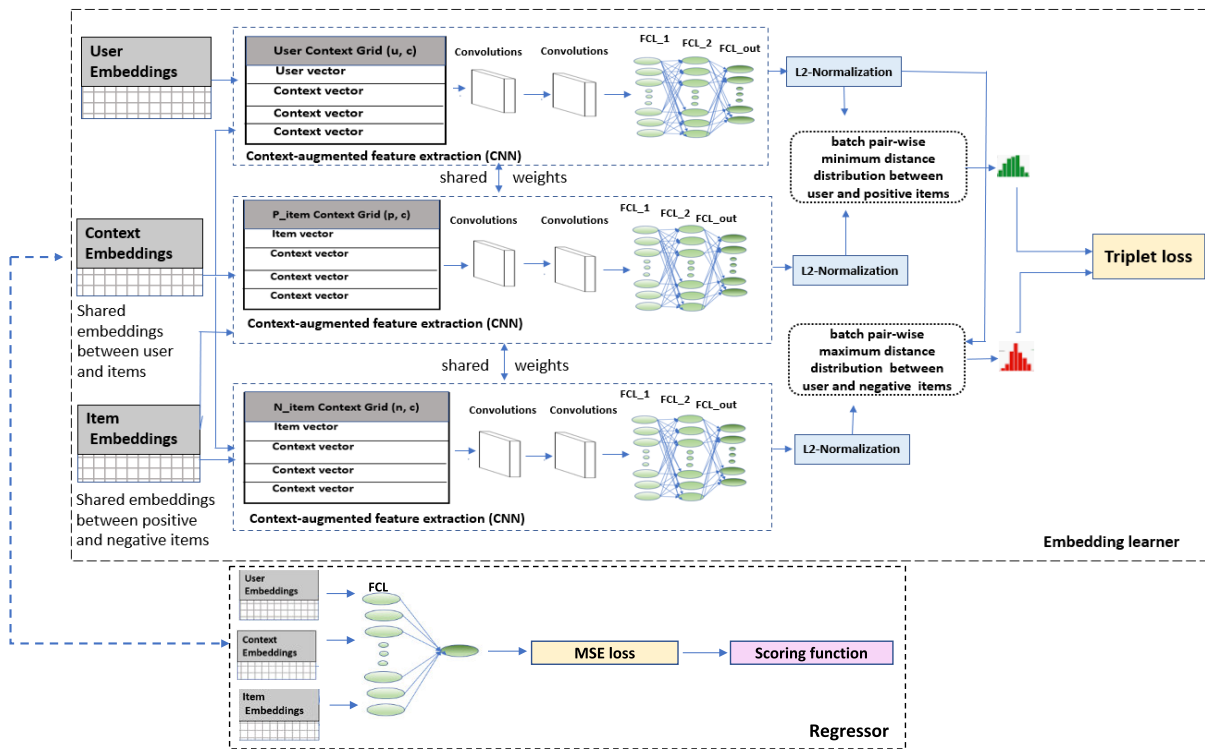 User
Embeddings
User Context Grid (u, c)
User vector
Context vector
Context vector
Context vector
Convolutions
Convolutions
FCL_1
FCL_2
FCL_out
Context-augmented feature extraction (CNN)
L2-Normalization
shared weights
batch pair-wise
minimum distance
distribution between
user and positive items
Context
Embeddings
Shared
embeddings
between user
and items
P_item Context Grid (p, c)
Item vector
Context vector
Context vector
Context vector
Convolutions
Convolutions
FCL_1
FCL_2
FCL_out
Context-augmented feature extraction (CNN)
L2-Normalization
Triplet loss
shared weights
batch pair-wise
maximum distance
distribution between
user and negative items
Item
Embeddings
Shared embeddings
between positive
and negative items
N_item Context Grid (n, c)
Item vector
Context vector
Context vector
Context vector
Convolutions
Convolutions
FCL_1
FCL_2
FCL_out
Context-augmented feature extraction (CNN)
L2-Normalization
Embedding learner
User
Embeddings
Context
Embeddings
Item
Embeddings
FCL
MSE loss
Scoring function
Regressor